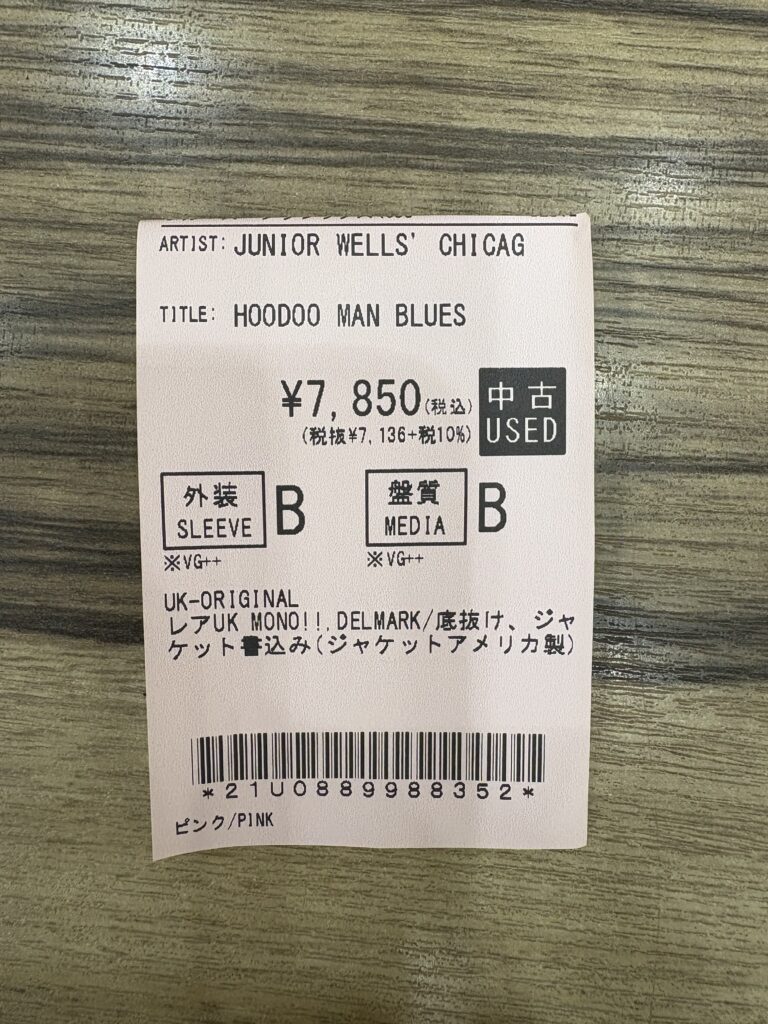 ARTIST: JUNIOR WELLS' CHICAG
TITLE: HOODOO MAN BLUES
¥7,850(税込)
(税抜¥7,136+税10%)
中古
USED
外装
SLEEVE
B
※VG++
盤質
MEDIA
B
※VG++
UK-ORIGINAL
レアUK MONO!!.DELMARK/底抜け、ジャ
ケット書込み(ジャケットアメリカ製)
*21U0889988352*
ピンク/PINK